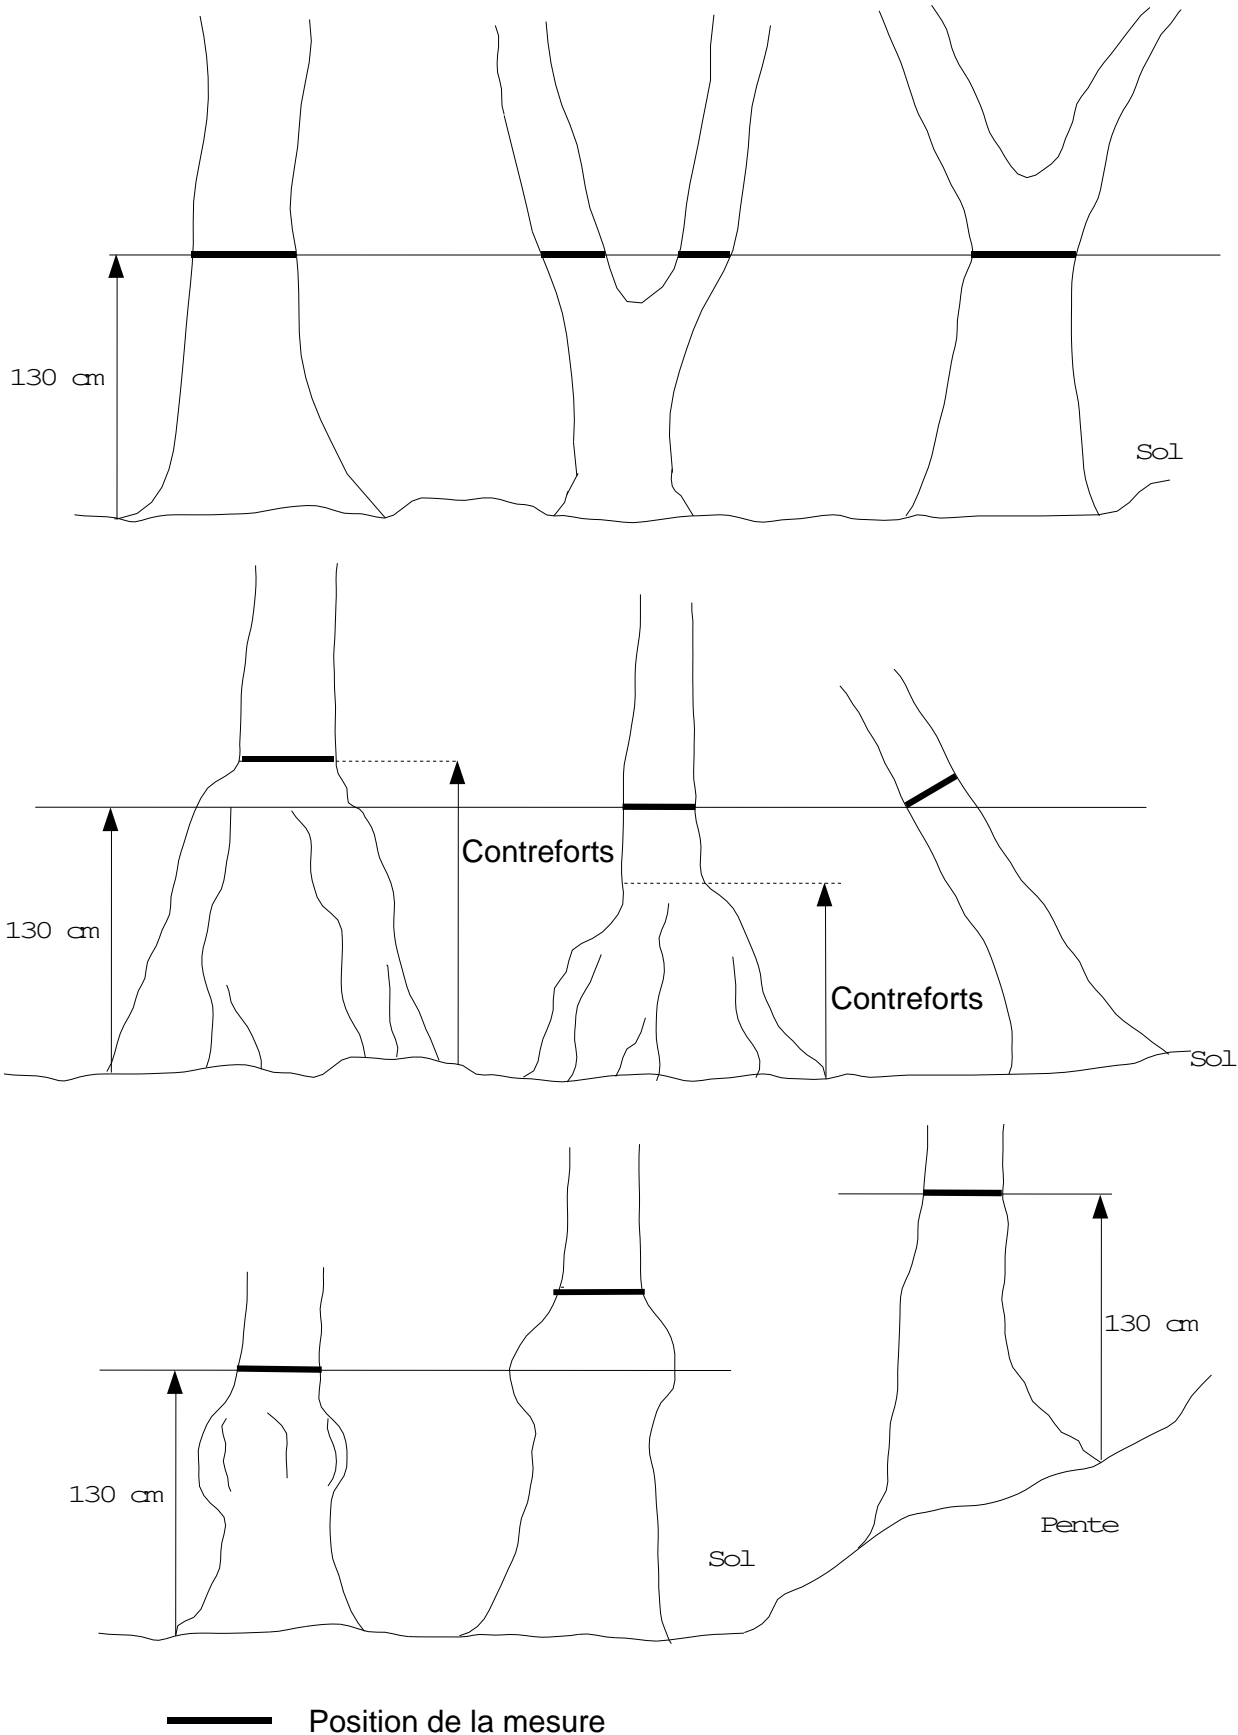 130 cm
Sol
Contreforts
130 cm
Contreforts
Sol
130 cm
130 cm
Pente
Sol
Position de la mesure